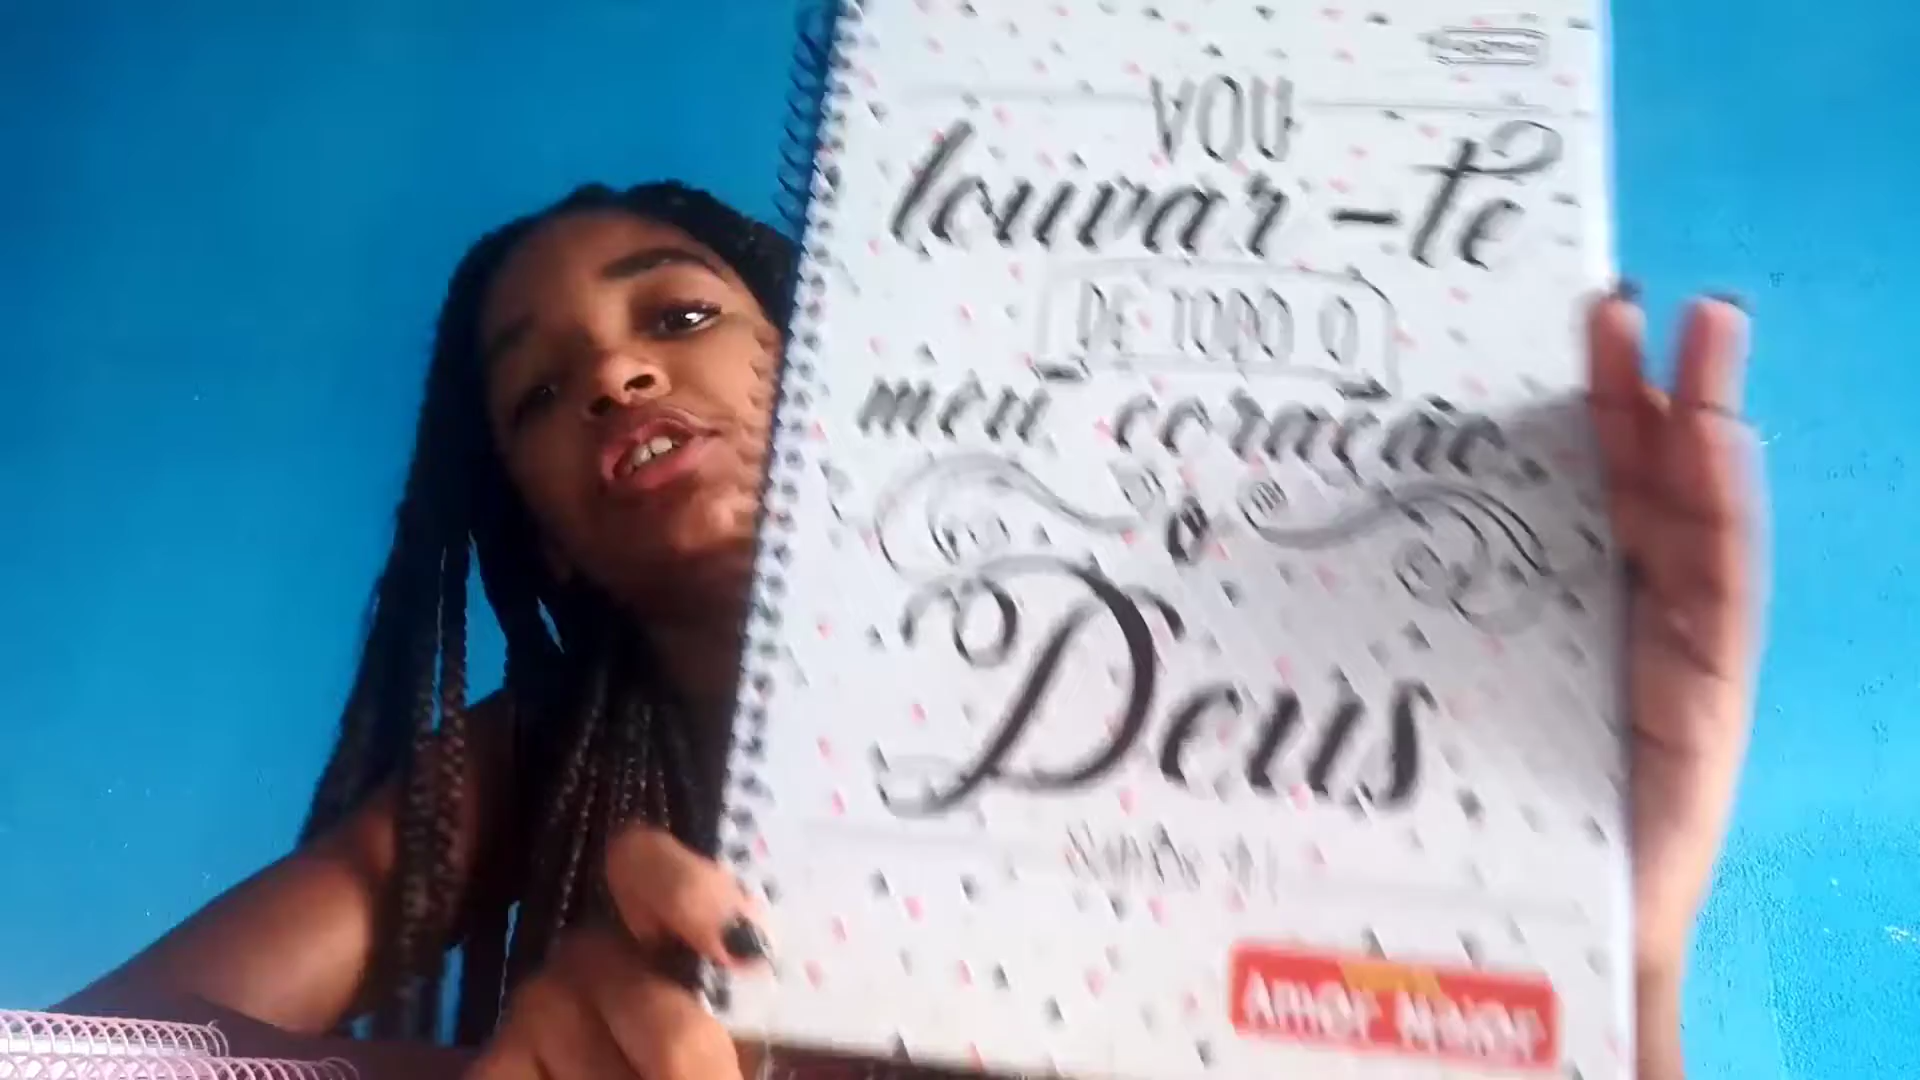 VOU
louvar-te
DE TODO O
meu coração,
ó
Deus
Amor Maior